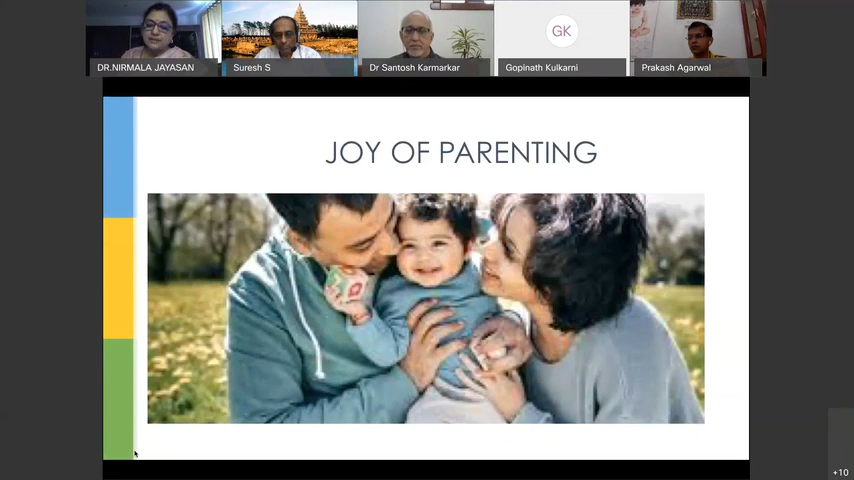 DR.NIRMALA JAYASAN
Suresh S
Dr Santosh Karmarkar
GK
Gopinath Kulkarni
Prakash Agarwal
JOY OF PARENTING
+10